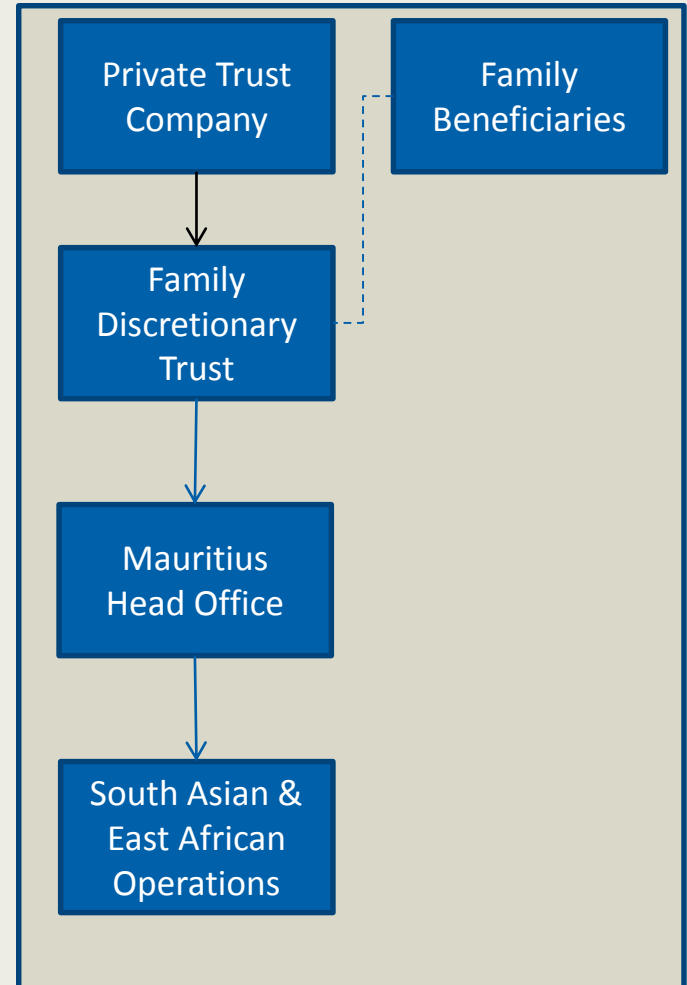 Private Trust
Company
Family
Beneficiaries
Family
Discretionary
Trust
Mauritius
Head Office
South Asian &
East African
Operations